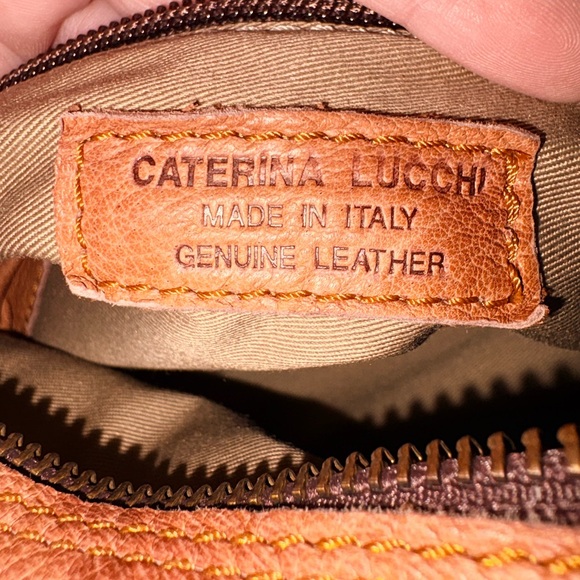 CATERINA LUCCHI
MADE IN ITALY
GENUINE LEATHER